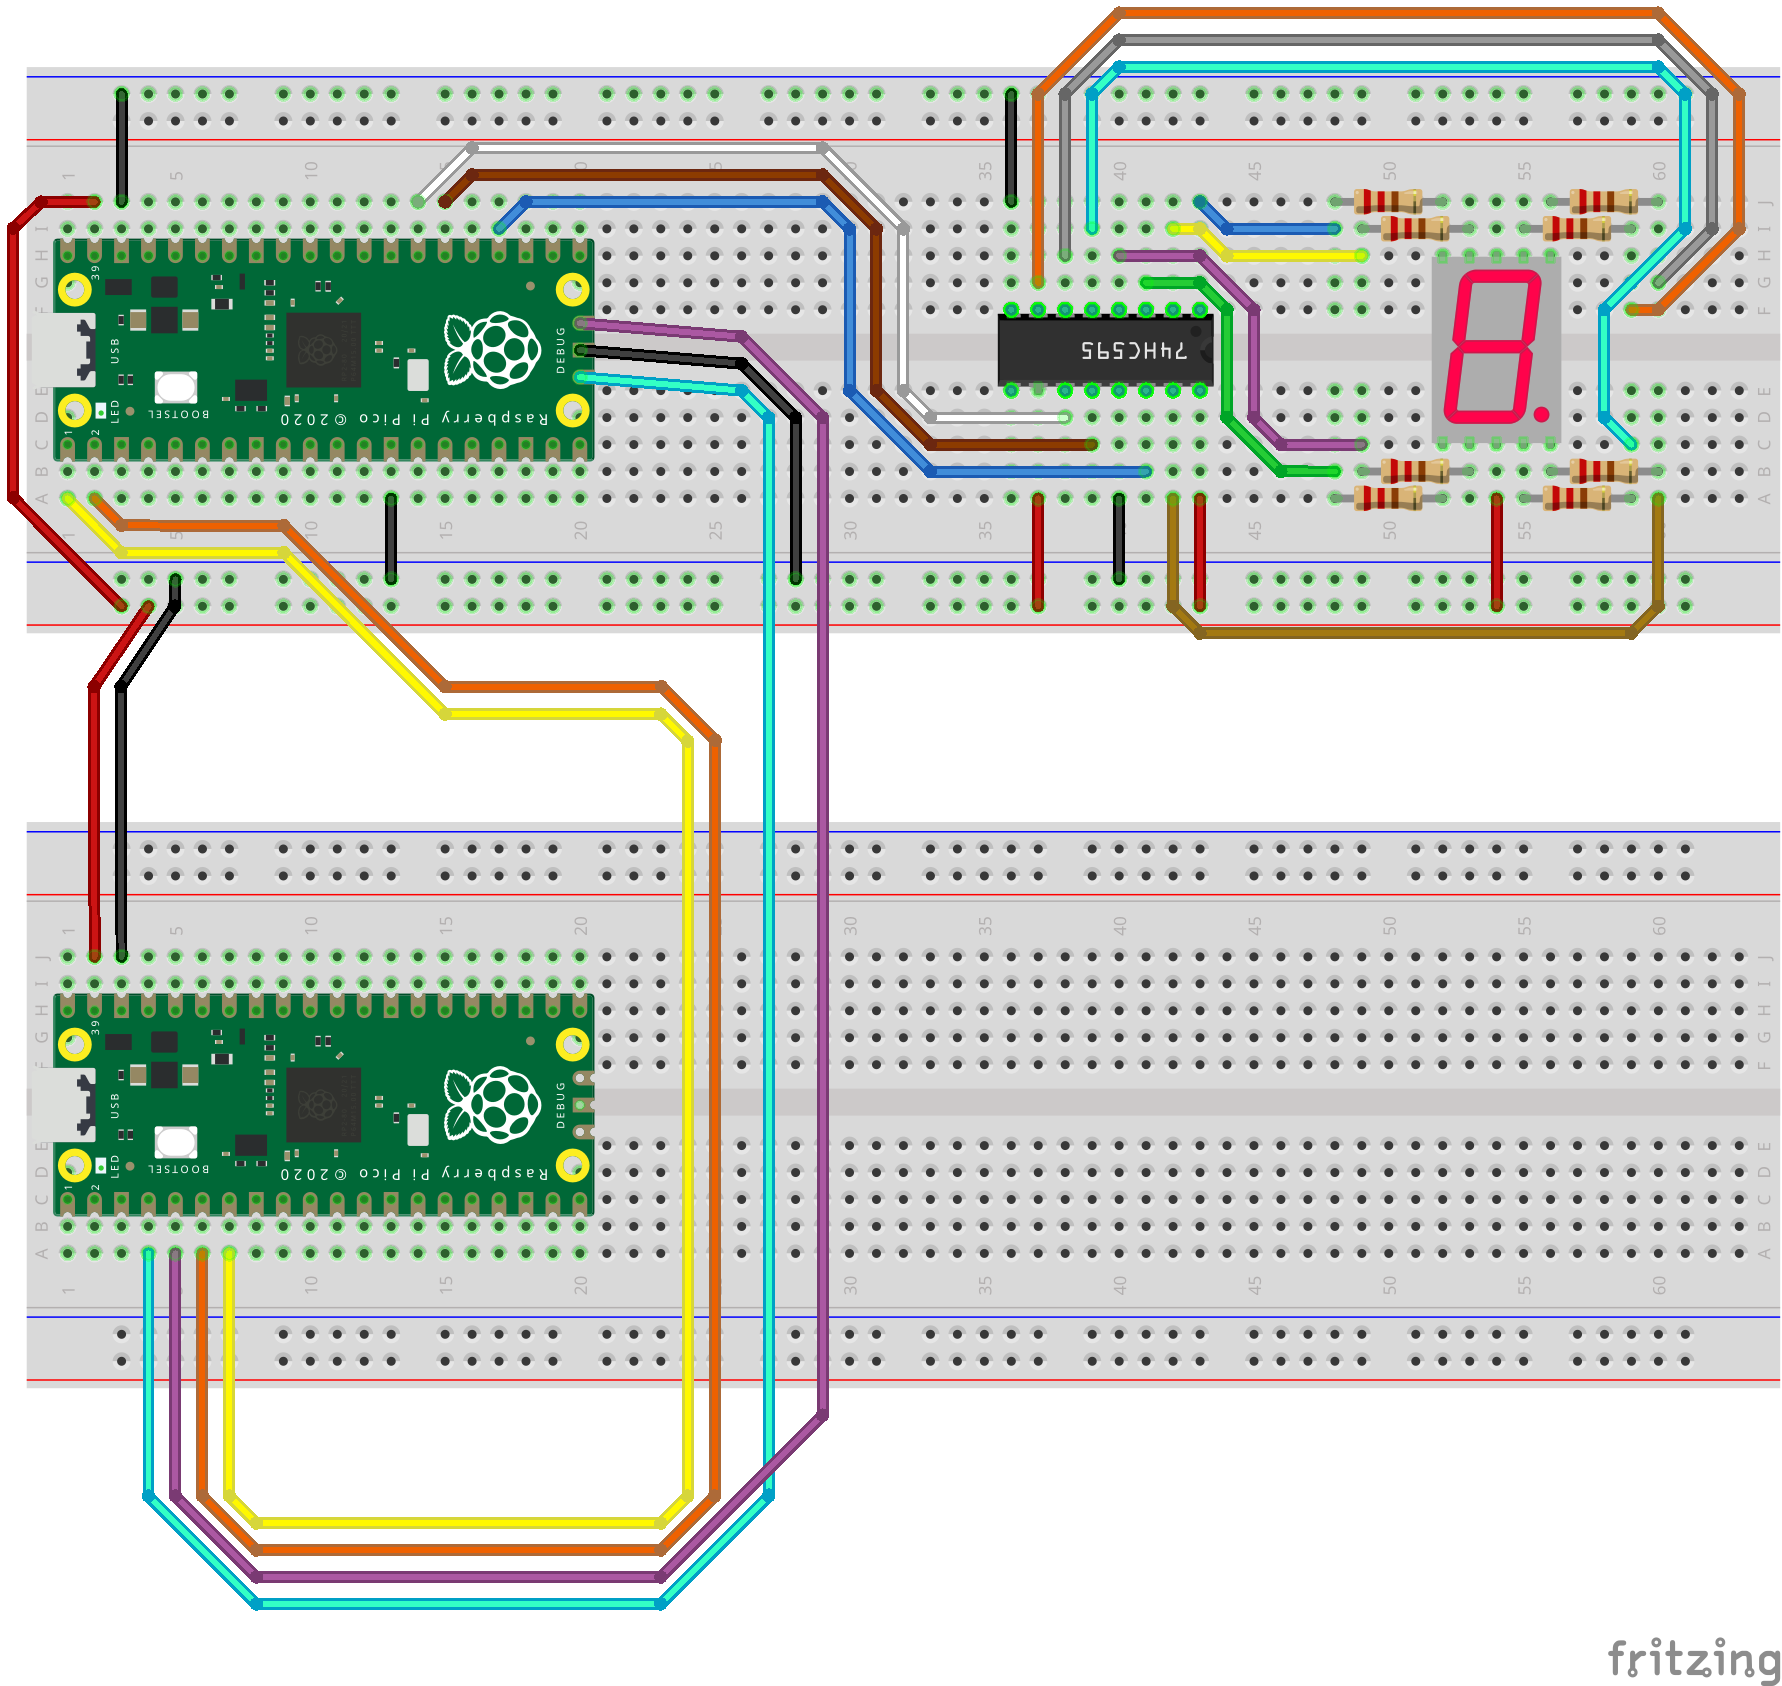 1 5 10 15 20 5 30 35 40 45 50 55 60
J J
I I
H H
G G
F F
39
USB
DEBUG
74HC595
E E
D D
C C
B B
A A
1 2
LED
BOOTSEL
Raspberry Pi Pico © 2020
1 5 10 15 20 25 30 35 40 45 50 55 60
1 5 10 15 20 25 30 35 40 45 50 55 60
J J
I I
H H
G G
F F
39
USB
DEBUG
E E
D D
C C
B B
A A
1 2
LED
BOOTSEL
Raspberry Pi Pico © 2020
1 10 15 20 30 35 40 45 50 55 60
fritzing